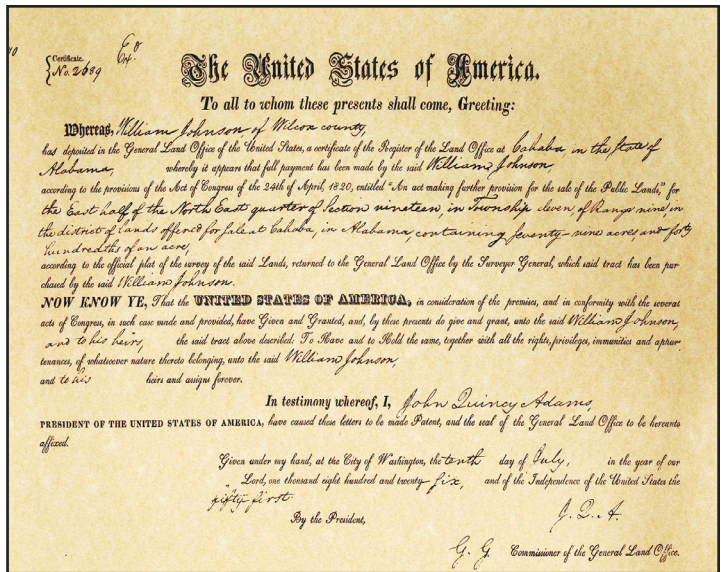 Certificate.
No. 2689
The United States of America.
To all to whom these presents shall come, Greeting:
Whereas, William Johnson of Wilcox county,
has deposited in the General Land Office of the United States, a certificate of the Register of the Land Office at Cahaba, in the State of
Alabama, whereby it appears that full payment has been made by the said William Johnson,
according to the provisions of the Act of Congress of the 24th of April, 1820, entitled "An act making further provision for the sale of the Public Lands," for
the East half of the North East quarter of Section nineteen, in Township eleven, of Range nine, in
the district of Lands offered for Sale at Cahaba, in Alabama, containing seventy-nine acres, and forty
hundredths of an acre,
according to the official plat of the survey of the said Lands, returned to the General Land Office by the Surveyor General, which said tract has been pur
chased by the said William Johnson.
NOW KNOW YE, That the UNITED STATES OF AMERICA, in consideration of the premises, and in conformity with the several
acts of Congress, in such case made and provided, have Given and Granted, and, by these presents do give and grant, unto the said William Johnson,
and to his heirs, the said tract above described: To Have and to Hold the same, together with all the rights, privileges, immunities and appur
tenances, of whatsoever nature thereto belonging, unto the said William Johnson,
and to his heirs and assigns forever.
In testimony whereof, I, John Quincy Adams,
PRESIDENT OF THE UNITED STATES OF AMERICA, have caused these letters to be made Patent, and the seal of the General Land Office to be hereunto
affixed.
Given under my hand, at the City of Washington, the tenth day of July, in the year of our
Lord, one thousand eight hundred and twenty six, and of the Independence of the United States the
fifty first
By the President, J. Q. A.
G. G Commissioner of the General Land Office.